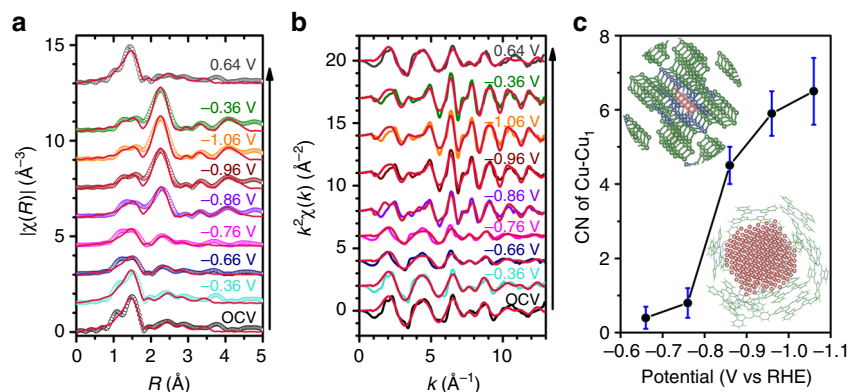 a
15
10
5
0
|χ(R)| (Å⁻³)
0.64 V
−0.36 V
−1.06 V
−0.96 V
−0.86 V
−0.76 V
−0.66 V
−0.36 V
OCV
0 1 2 3 4 5
R (Å)
b
20
15
10
5
0
k²χ(k) (Å⁻²)
0.64 V
−0.36 V
−1.06 V
−0.96 V
−0.86 V
−0.76 V
−0.66 V
−0.36 V
OCV
0 5 10
k (Å⁻¹)
c
8
6
4
2
0
CN of Cu-Cu₁
−0.6 −0.7 −0.8 −0.9 −1.0 −1.1
Potential (V vs RHE)